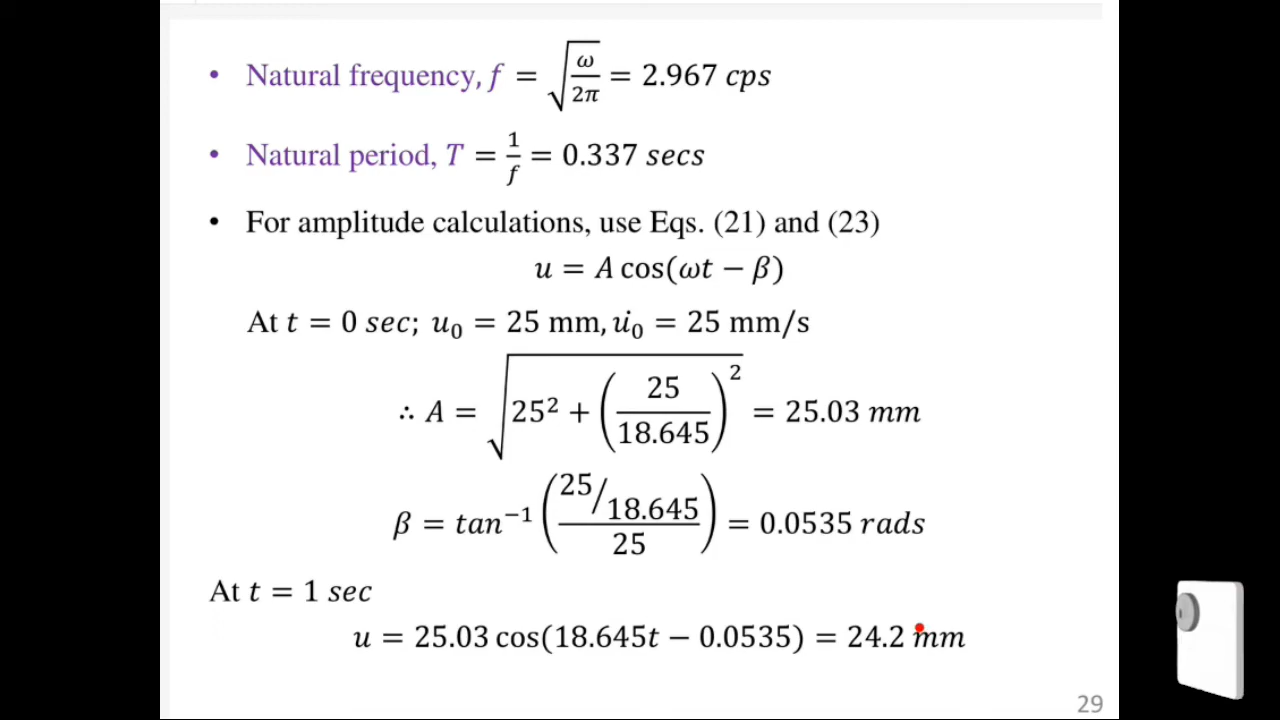 • Natural frequency, f = √(ω/2π) = 2.967 cps
• Natural period, T = 1/f = 0.337 secs
• For amplitude calculations, use Eqs. (21) and (23)
u = A cos(ωt − β)
At t = 0 sec; u₀ = 25 mm, u̇₀ = 25 mm/s
∴ A = √(25² + (25/18.645)²) = 25.03 mm
β = tan⁻¹((25/18.645)/25) = 0.0535 rads
At t = 1 sec
u = 25.03 cos(18.645t − 0.0535) = 24.2 mm
29